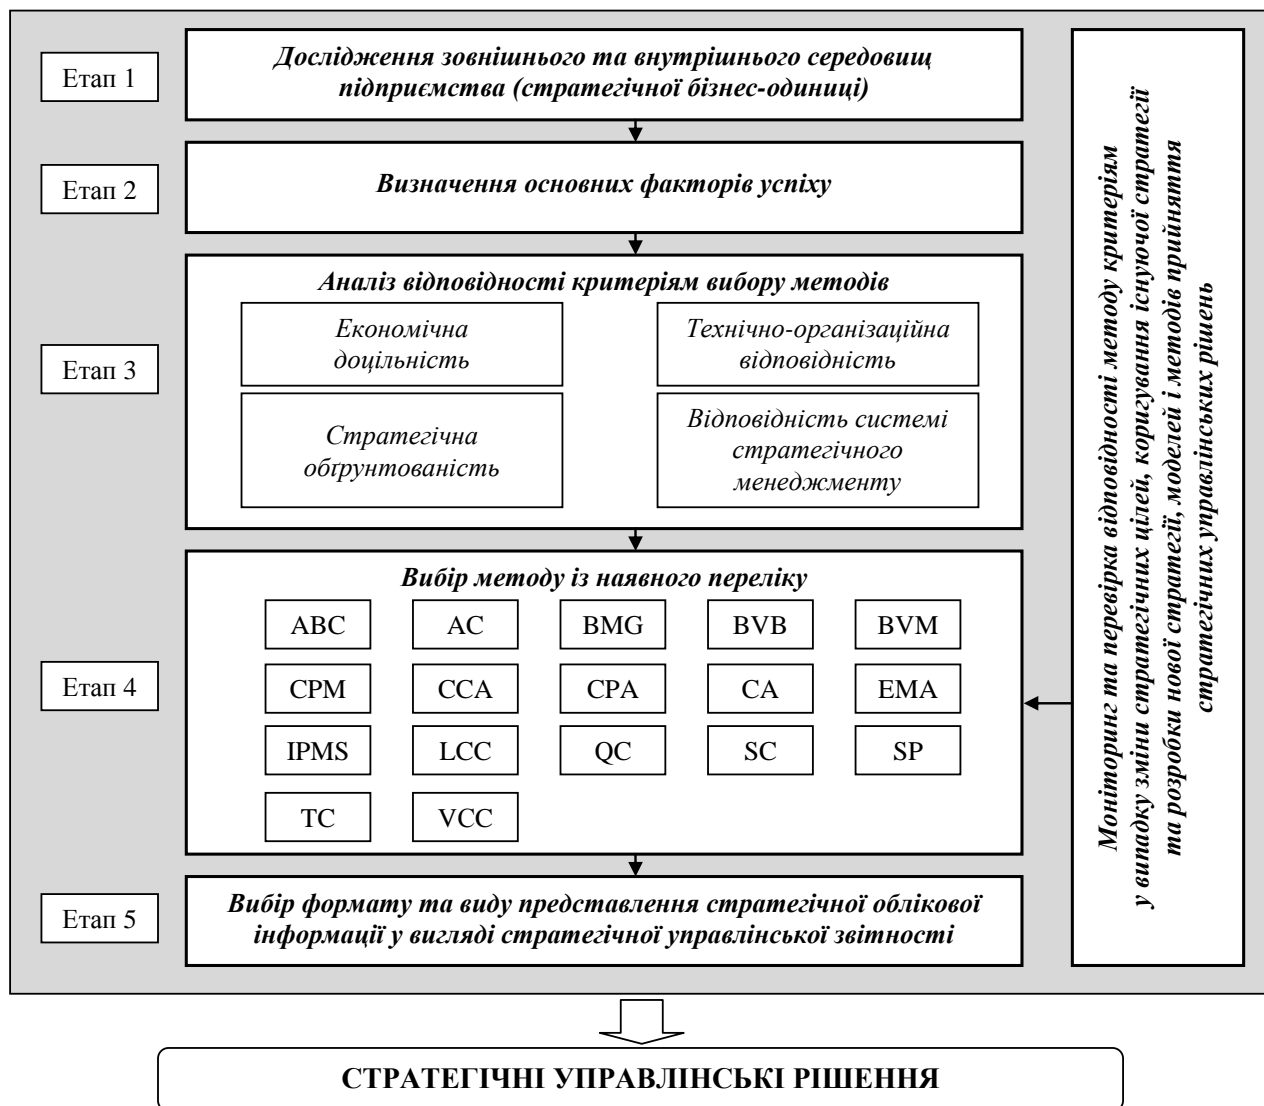 Етап 1
Дослідження зовнішнього та внутрішнього середовищ
підприємства (стратегічної бізнес-одиниці)
Етап 2
Визначення основних факторів успіху
Етап 3
Аналіз відповідності критеріям вибору методів
Економічна
доцільність
Технічно-організаційна
відповідність
Стратегічна
обґрунтованість
Відповідність системі
стратегічного
менеджменту
Етап 4
Вибір методу із наявного переліку
ABC AC BMG BVB BVM
CPM CCA CPA CA EMA
IPMS LCC QC SC SP
TC VCC
Етап 5
Вибір формату та виду представлення стратегічної облікової
інформації у вигляді стратегічної управлінської звітності
Моніторинг та перевірка відповідності методу критеріям
у випадку зміни стратегічних цілей, коригування існуючої стратегії
та розробки нової стратегії, моделей і методів прийняття
стратегічних управлінських рішень
СТРАТЕГІЧНІ УПРАВЛІНСЬКІ РІШЕННЯ